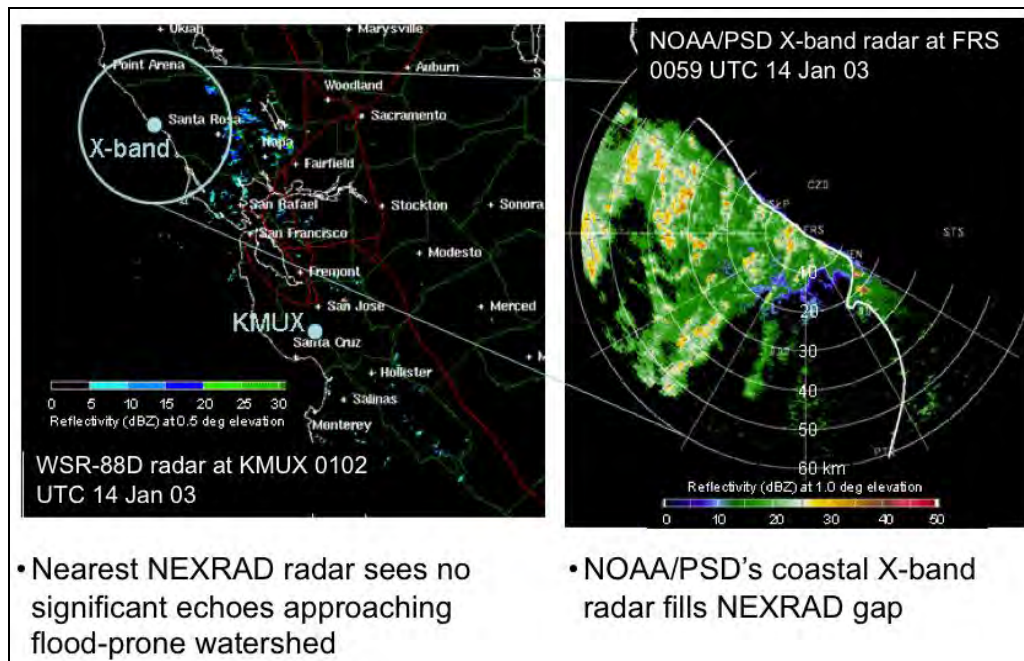 Ukiah
Marysville
Point Arena
Auburn
Woodland
Santa Rosa
Sacramento
X-band
Napa
Fairfield
San Rafael
Stockton
Sonora
San Francisco
Modesto
Fremont
Merced
San Jose
KMUX
Santa Cruz
Hollister
Salinas
Monterey
0 5 10 15 20 25 30
Reflectivity (dBZ) at 0.5 deg elevation
WSR-88D radar at KMUX 0102
UTC 14 Jan 03
NOAA/PSD X-band radar at FRS
0059 UTC 14 Jan 03
CZD
FRS
STS
10
20
30
40
50
60 km
Reflectivity (dBZ) at 1.0 deg elevation
0 10 20 30 40 50
• Nearest NEXRAD radar sees no
significant echoes approaching
flood-prone watershed
• NOAA/PSD's coastal X-band
radar fills NEXRAD gap